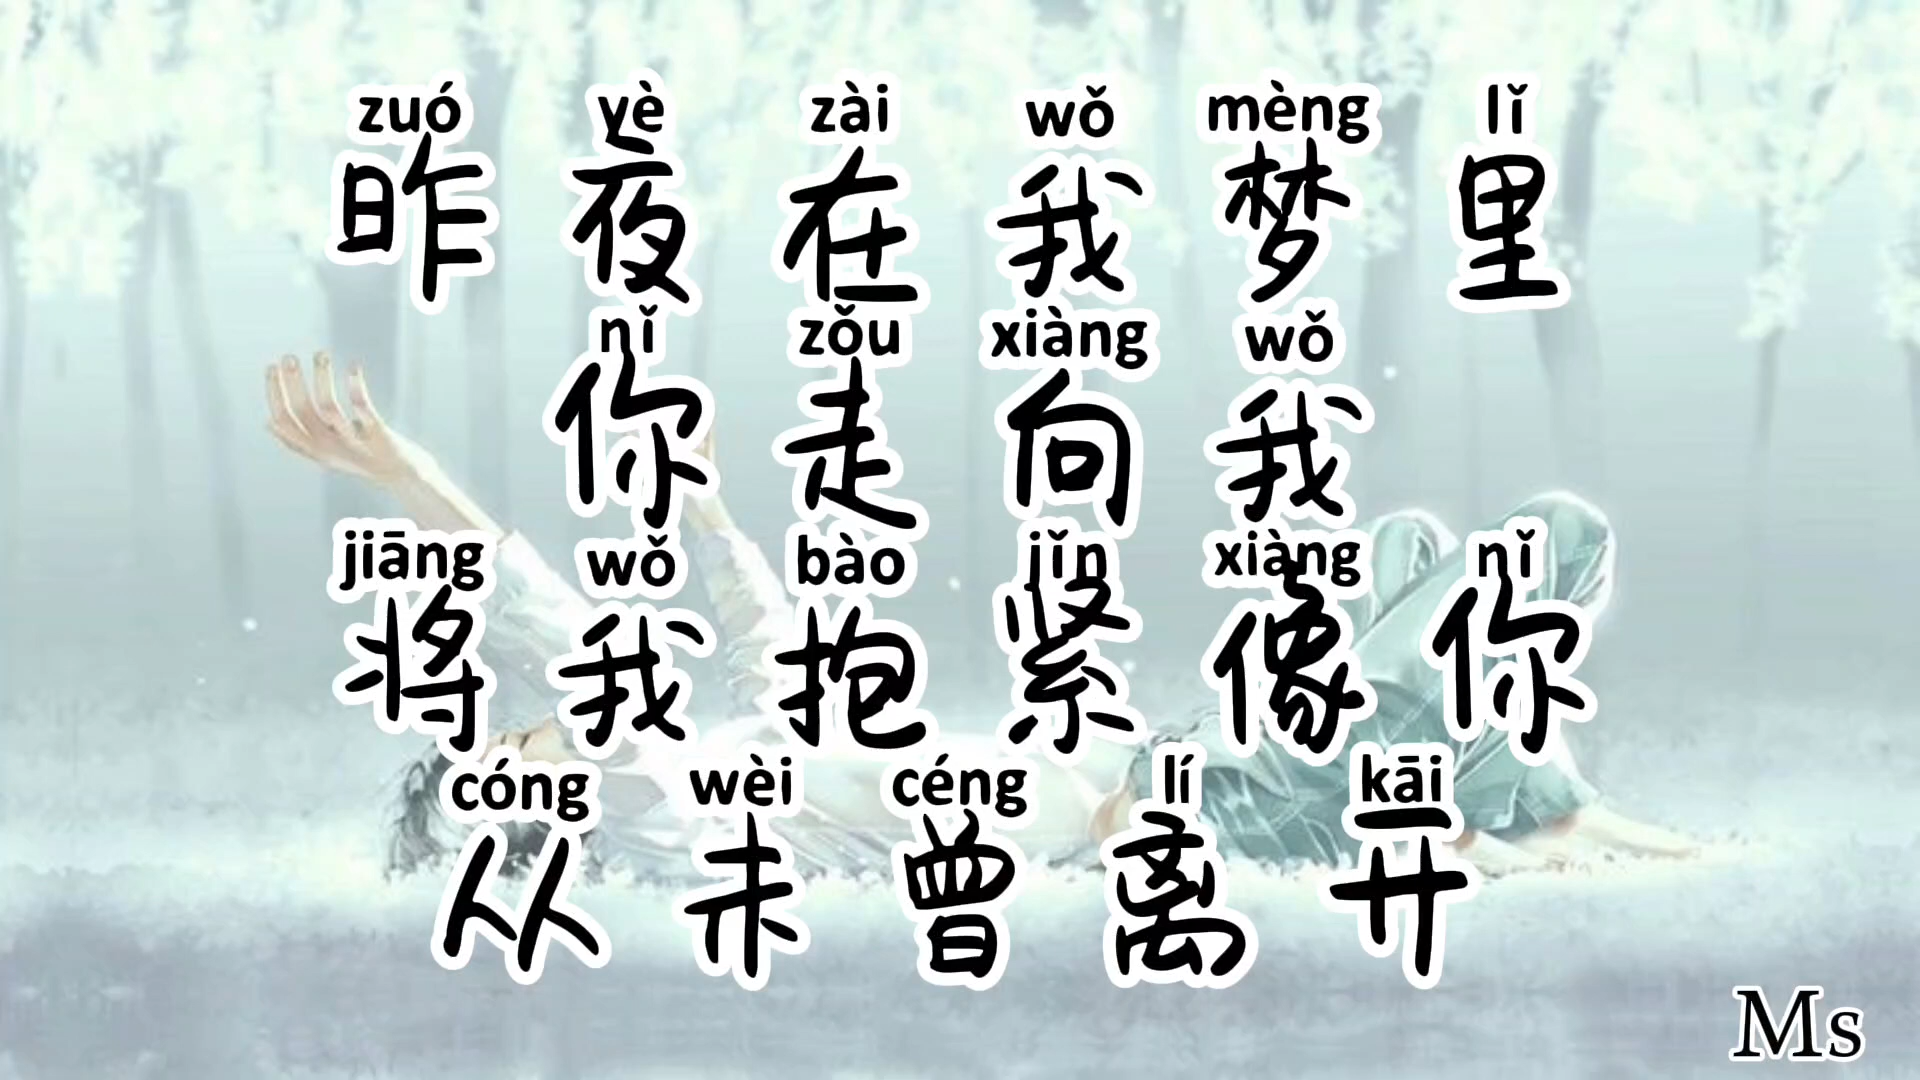 zuó yè zài wǒ mèng lǐ
昨夜在我梦里
nǐ zǒu xiàng wǒ
你走向我
jiāng wǒ bào jǐn xiàng nǐ
将我抱紧像你
cóng wèi céng lí kāi
从未曾离开
Ms